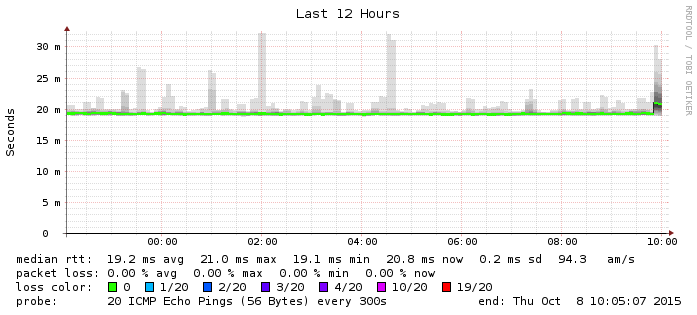 Last 12 Hours
RRDTOOL / TOBI OETIKER
Seconds
30 m
25 m
20 m
15 m
10 m
5 m
0
00:00 02:00 04:00 06:00 08:00 10:00
median rtt: 19.2 ms avg 21.0 ms max 19.1 ms min 20.8 ms now 0.2 ms sd 94.3 am/s
packet loss: 0.00 % avg 0.00 % max 0.00 % min 0.00 % now
loss color: 0 1/20 2/20 3/20 4/20 10/20 19/20
probe: 20 ICMP Echo Pings (56 Bytes) every 300s end: Thu Oct 8 10:05:07 2015